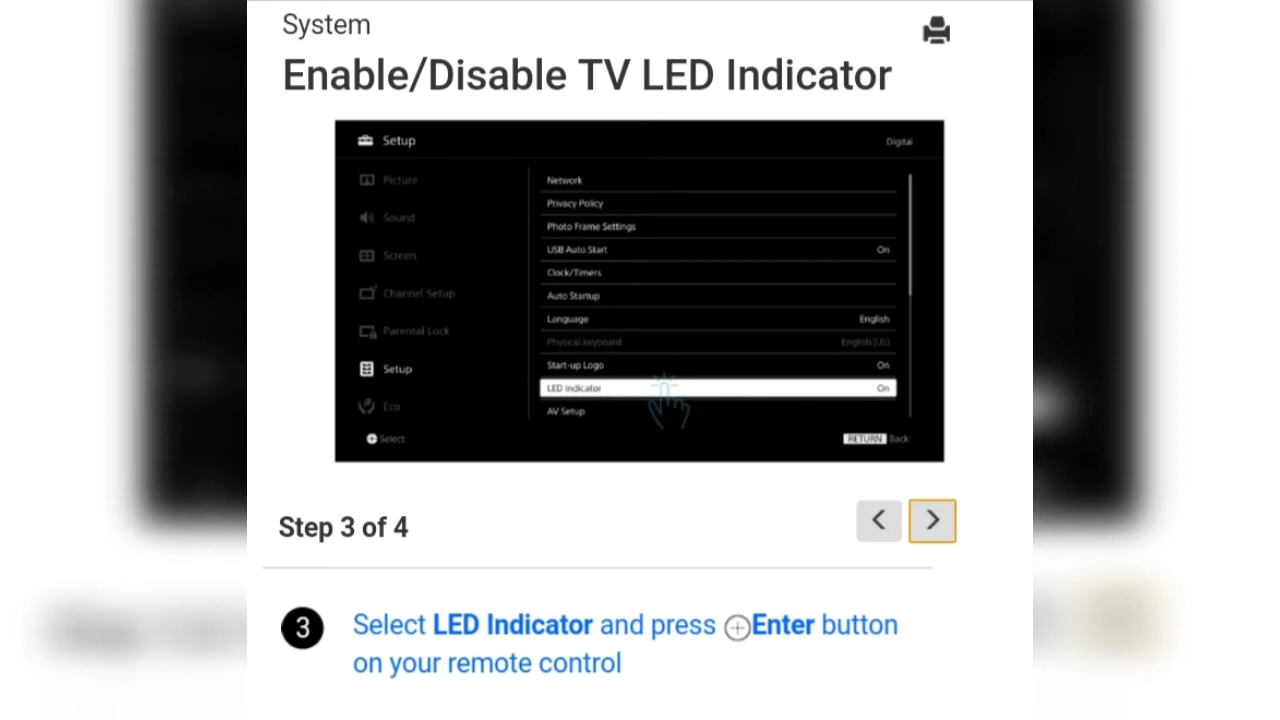 System
Enable/Disable TV LED Indicator
Setup
Digital
Picture
Sound
Screen
Channel Setup
Parental Lock
Setup
Eco
Network
Privacy Policy
Photo Frame Settings
USB Auto Start On
Clock/Timers
Auto Startup
Language English
Physical keyboard English (US)
Start-up Logo On
LED Indicator On
AV Setup
Select
RETURN Back
Step 3 of 4
3
Select LED Indicator and press Enter button
on your remote control